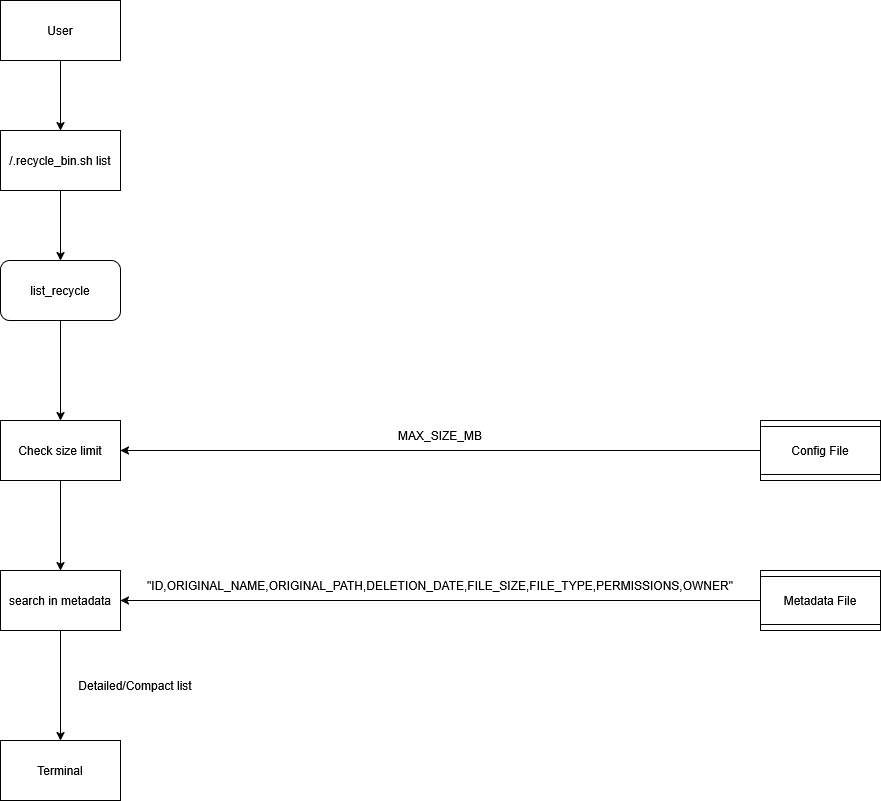 User
/.recycle_bin.sh list
list_recycle
MAX_SIZE_MB
Check size limit
Config File
"ID,ORIGINAL_NAME,ORIGINAL_PATH,DELETION_DATE,FILE_SIZE,FILE_TYPE,PERMISSIONS,OWNER"
search in metadata
Metadata File
Detailed/Compact list
Terminal